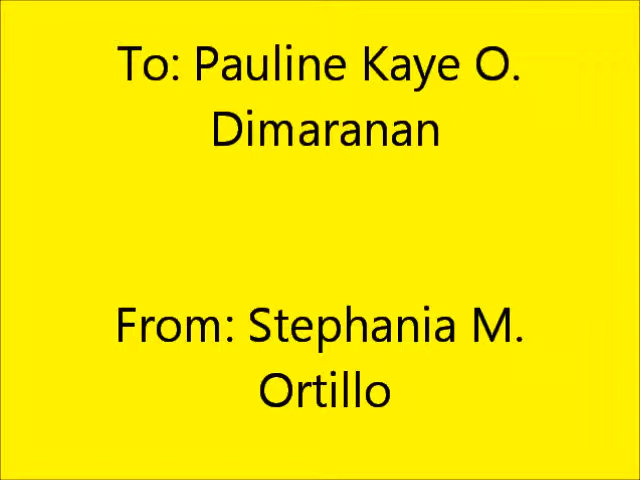 To: Pauline Kaye O.
Dimaranan
From: Stephania M.
Ortillo